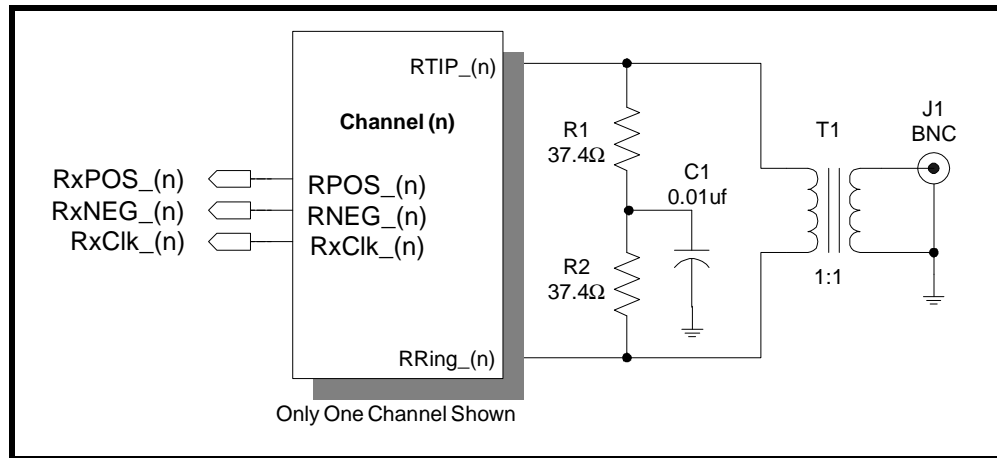 RTIP_(n)
Channel (n)
RxPOS_(n)
RPOS_(n)
RxNEG_(n)
RNEG_(n)
RxClk_(n)
RxClk_(n)
RRing_(n)
Only One Channel Shown
R1
37.4Ω
C1
0.01uf
R2
37.4Ω
T1
1:1
J1
BNC